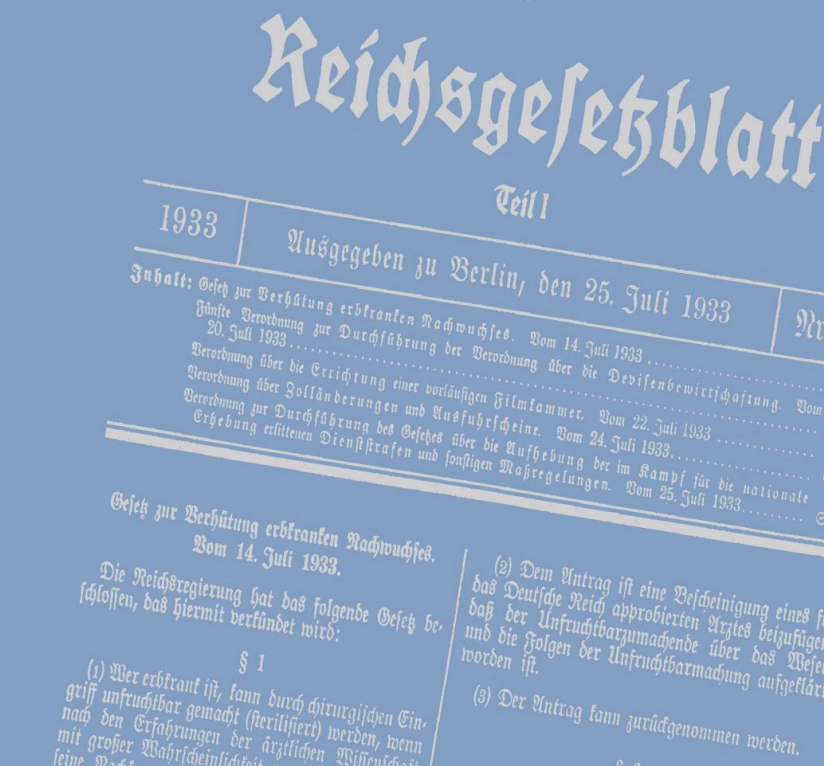 Reichsgesetzblatt
Teil I
1933
Ausgegeben zu Berlin, den 25. Juli 1933
Nr
Inhalt: Gesetz zur Verhütung erbkranken Nachwuchses. Vom 14. Juli 1933
Fünfte Verordnung zur Durchführung der Verordnung über die Devisenbewirtschaftung. Vom
20. Juli 1933
Verordnung über die Errichtung einer vorläufigen Filmkammer. Vom 22. Juli 1933
Verordnung über Zolländerungen und Ausfuhrscheine. Vom 24. Juli 1933
Verordnung zur Durchführung des Gesetzes über die Aufhebung der im Kampf für die nationale
Erhebung erlittenen Dienststrafen und sonstigen Maßregelungen. Vom 25. Juli 1933
Gesetz zur Verhütung erbkranken Nachwuchses.
Vom 14. Juli 1933.
Die Reichsregierung hat das folgende Gesetz be-
schlossen, das hiermit verkündet wird:
§ 1
(1) Wer erbkrank ist, kann durch chirurgischen Ein-
griff unfruchtbar gemacht (sterilisiert) werden, wenn
nach den Erfahrungen der ärztlichen Wissenschaft
mit großer Wahrscheinlichkeit
seine
(2) Dem Antrag ist eine Bescheinigung eines
das Deutsche Reich approbierten Arztes beizufügen
daß der Unfruchtbarzumachende über das Wesen
und die Folgen der Unfruchtbarmachung aufgeklärt
worden ist.
(3) Der Antrag kann zurückgenommen werden.